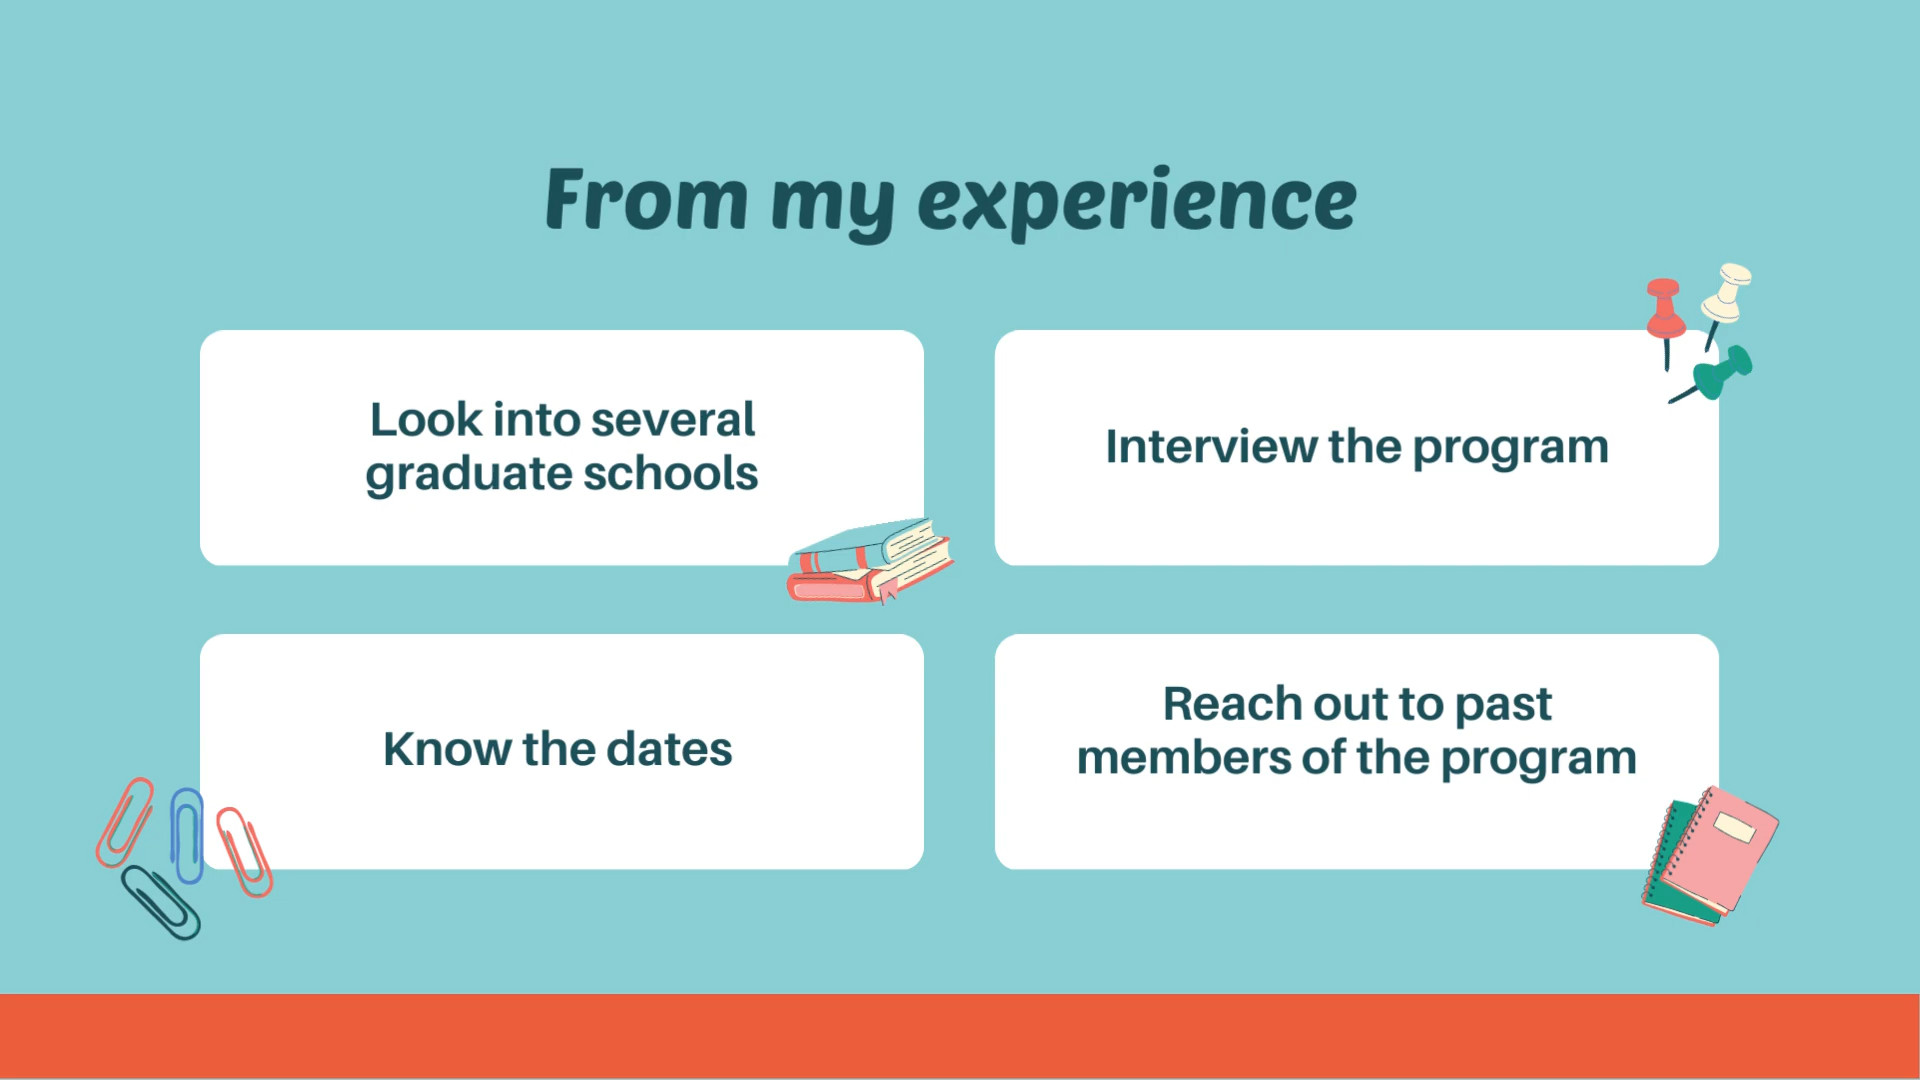 From my experience
Look into several
graduate schools
Interview the program
Know the dates
Reach out to past
members of the program